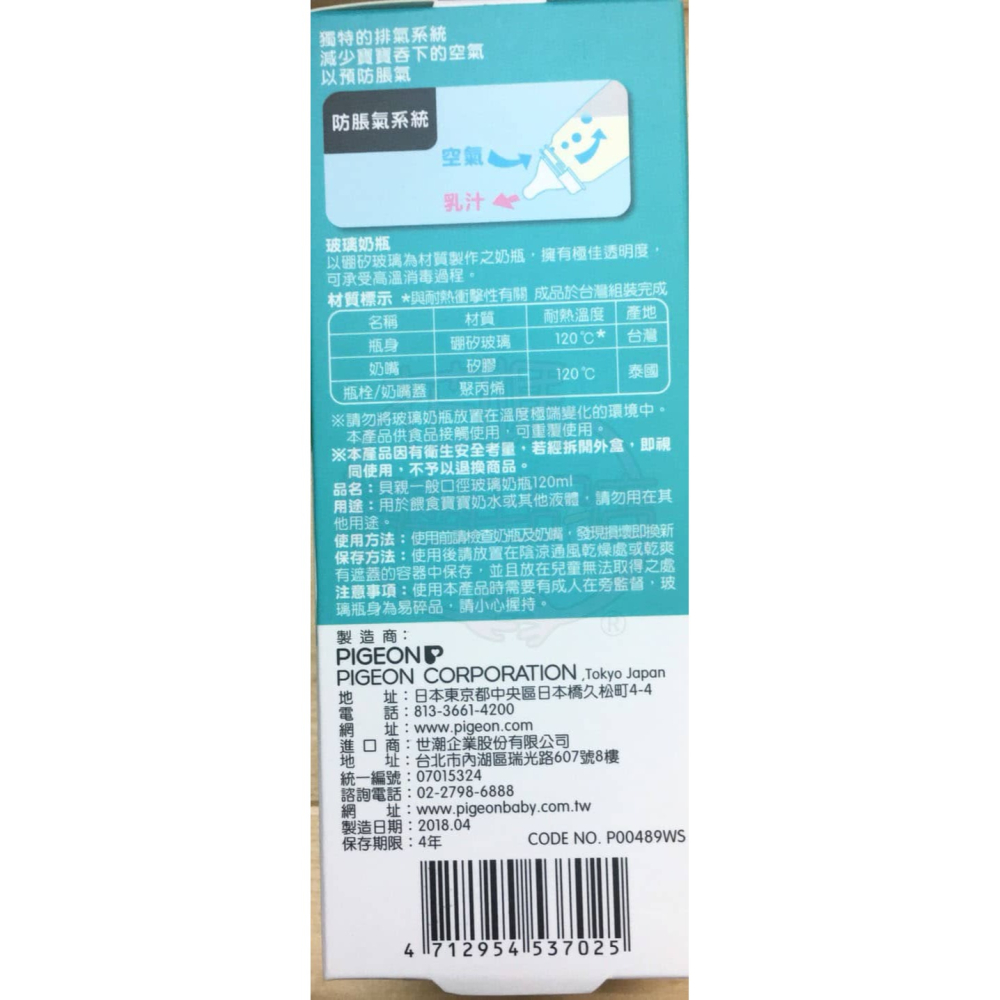 獨特的排氣系統
減少寶寶吞下的空氣
以預防脹氣
防脹氣系統
空氣
乳汁
玻璃奶瓶
以硼矽玻璃為材質製作之奶瓶，擁有極佳透明度，
可承受高溫消毒過程。
材質標示 *與耐熱衝擊性有關 成品於台灣組裝完成
名稱 材質 耐熱溫度 產地
瓶身 硼矽玻璃 120℃* 台灣
奶嘴 矽膠 120℃ 泰國
瓶栓/奶嘴蓋 聚丙烯
※請勿將玻璃奶瓶放置在溫度極端變化的環境中。
本產品供食品接觸使用，可重覆使用。
※本產品因有衛生安全考量，若經拆開外盒，即視
同使用，不予以退換商品。
品名：貝親一般口徑玻璃奶瓶120ml
用途：用於餵食寶寶奶水或其他液體，請勿用在其
他用途。
使用方法：使用前請檢查奶瓶及奶嘴，發現損壞即換新
保存方法：使用後請放置在陰涼通風乾燥處或乾爽
有遮蓋的容器中保存，並且放在兒童無法取得之處
注意事項：使用本產品時需要有成人在旁監督，玻
璃瓶身為易碎品，請小心握持。
®
製造商：
PIGEON
PIGEON CORPORATION ,Tokyo Japan
地址：日本東京都中央區日本橋久松町4-4
電話：813-3661-4200
網址：www.pigeon.com
進口商：世潮企業股份有限公司
地址：台北市內湖區瑞光路607號8樓
統一編號：07015324
諮詢電話：02-2798-6888
網址：www.pigeonbaby.com.tw
製造日期：2018.04
保存期限：4年
CODE NO. P00489WS
4 712954 537025